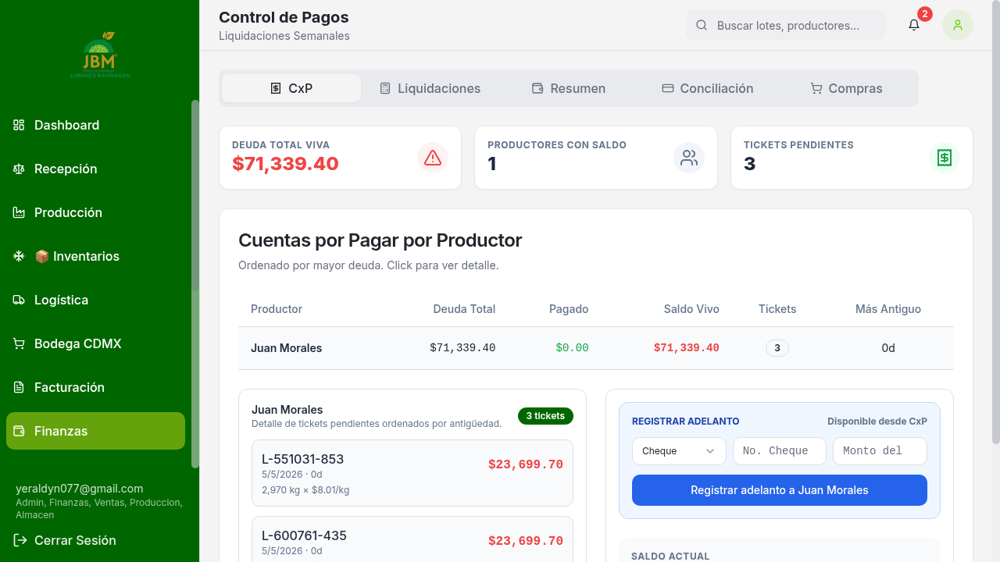 JBM
LIMONES BARRAGÁN
Dashboard
Recepción
Producción
📦 Inventarios
Logística
Bodega CDMX
Facturación
Finanzas
yeraldyn077@gmail.com
Admin, Finanzas, Ventas, Produccion,
Almacen
Cerrar Sesión
Control de Pagos
Liquidaciones Semanales
Buscar lotes, productores...
2
CxP
Liquidaciones
Resumen
Conciliación
Compras
DEUDA TOTAL VIVA
$71,339.40
PRODUCTORES CON SALDO
1
TICKETS PENDIENTES
3
Cuentas por Pagar por Productor
Ordenado por mayor deuda. Click para ver detalle.
Productor Deuda Total Pagado Saldo Vivo Tickets Más Antiguo
Juan Morales $71,339.40 $0.00 $71,339.40 3 0d
Juan Morales
Detalle de tickets pendientes ordenados por antigüedad.
3 tickets
L-551031-853
$23,699.70
5/5/2026 · 0d
2,970 kg × $8.01/kg
L-600761-435
$23,699.70
5/5/2026 · 0d
REGISTRAR ADELANTO
Disponible desde CxP
Cheque
No. Cheque
Monto del
Registrar adelanto a Juan Morales
SALDO ACTUAL